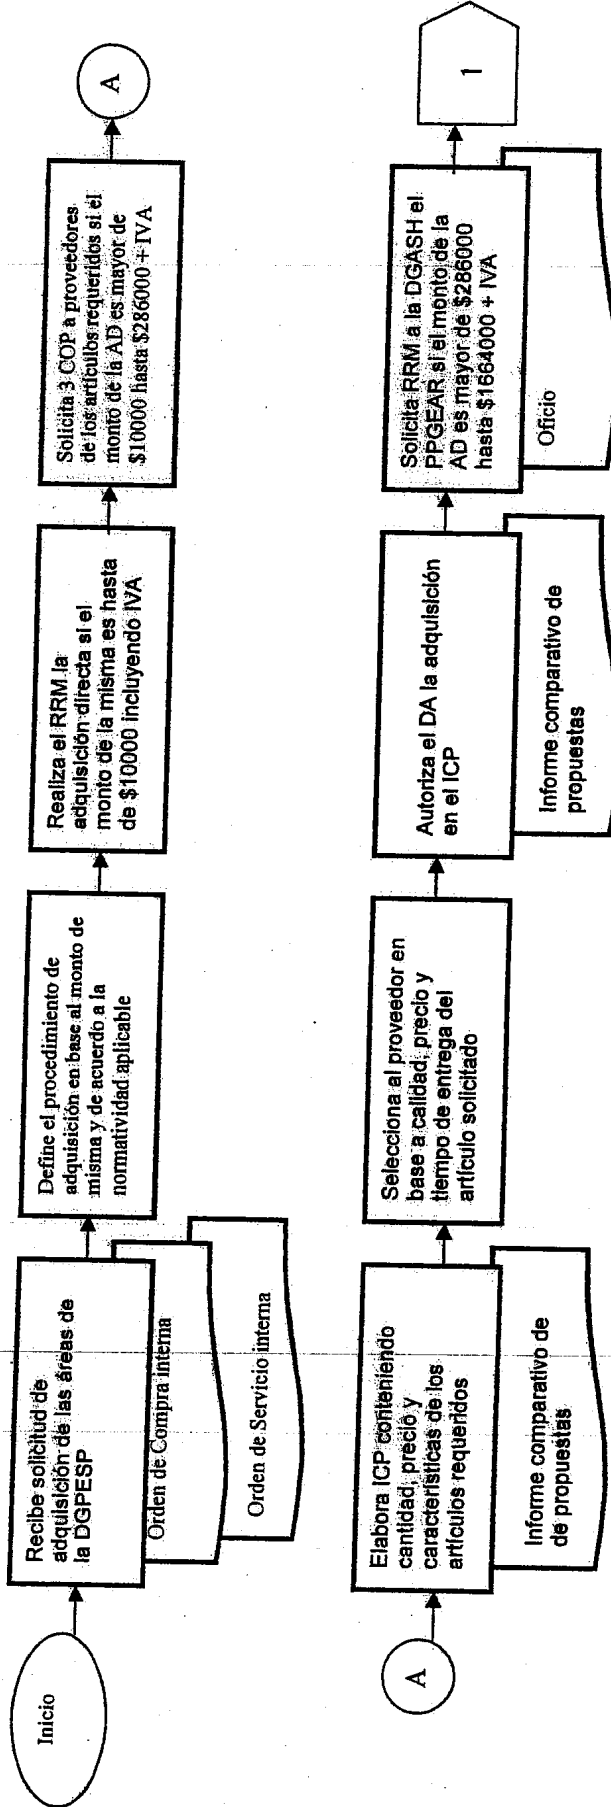 Inicio
Recibe solicitud de
adquisición de las áreas de
la DGPESP
Orden de Compra interna
Orden de Servicio interna
Define el procedimiento de
adquisición en base al monto de
misma y de acuerdo a la
normatividad aplicable
Realiza el RRM la
adquisición directa si el
monto de la misma es hasta
de $10000 incluyendo IVA
Solicita 3 COP a proveedores
de los artículos requeridos si el
monto de la AD es mayor de
$10000 hasta $286000 + IVA
A
A
Elabora ICP conteniendo
cantidad, precio y
características de los
artículos requeridos
Informe comparativo de
de propuestas
Selecciona al proveedor en
base a calidad, precio y
tiempo de entrega del
artículo solicitado
Autoriza el DA la adquisición
en el ICP
Informe comparativo de
propuestas
Solicita RRM a la DGASH el
PPGEAR si el monto de la
AD es mayor de $286000
hasta $1664000 + IVA
Oficio
1